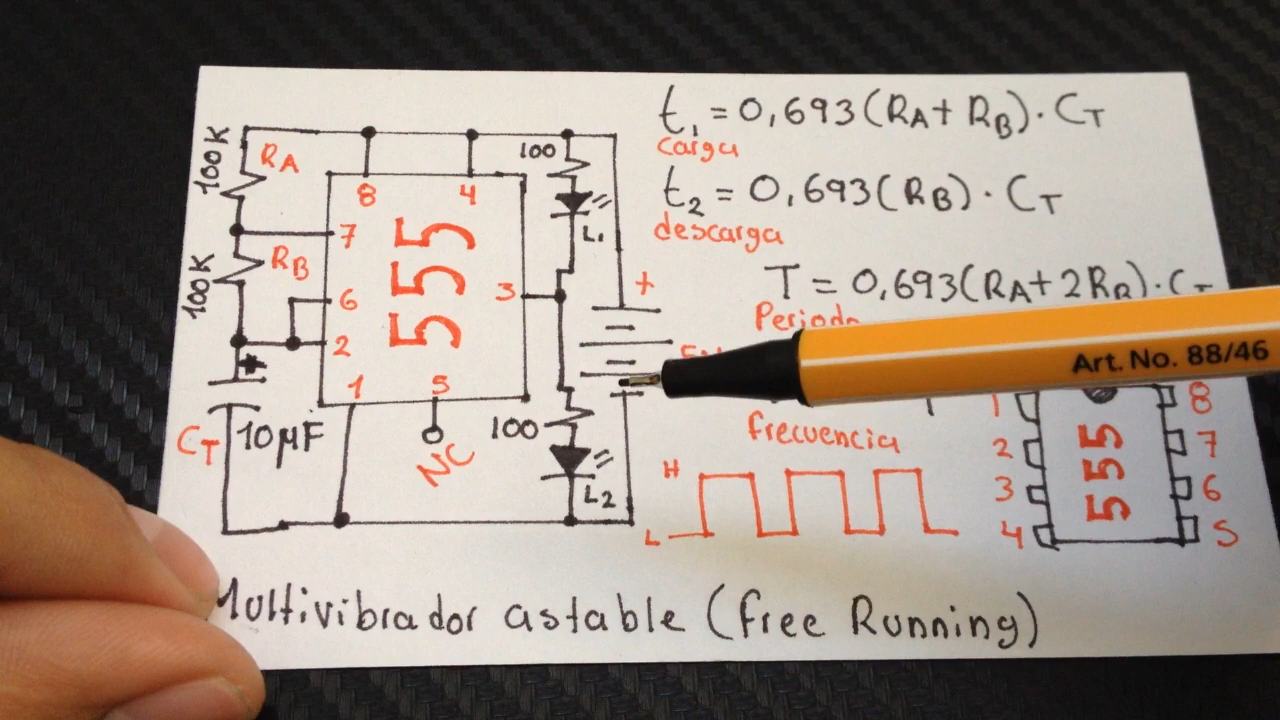 t₁ = 0,693(RA + RB) · CT
carga
t₂ = 0,693(RB) · CT
descarga
T = 0,693(RA + 2RB) · CT
Periodo
frecuencia
H
L
100K
RA
8
4
100
L₁
7
RB
100K
555
6
3
+
2
+
1
5
NC
CT
10μF
100
L2
Art. No. 88/46
1
8
2
7
3
6
4
5
555
Multivibrador astable (free Running)